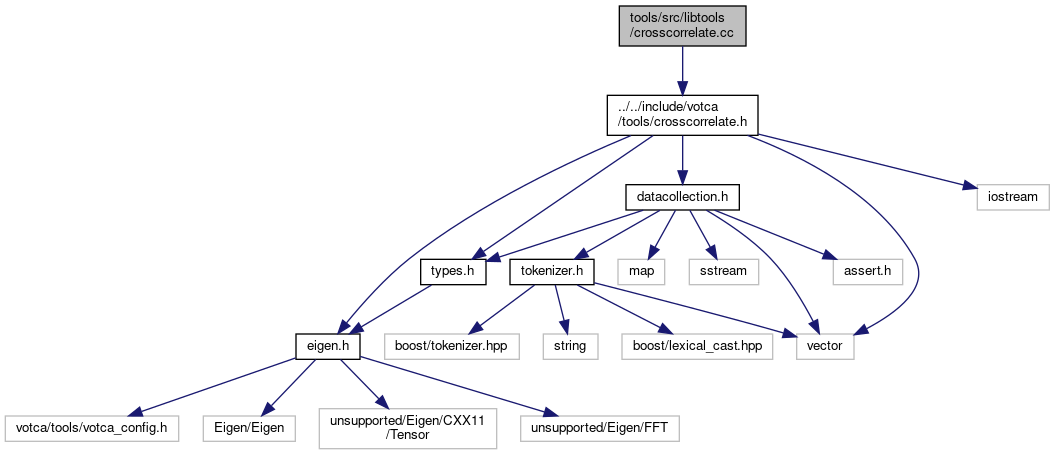 tools/src/libtools
/crosscorrelate.cc
../../include/votca
/tools/crosscorrelate.h
datacollection.h
iostream
types.h
tokenizer.h
map
sstream
assert.h
eigen.h
boost/tokenizer.hpp
string
boost/lexical_cast.hpp
vector
votca/tools/votca_config.h
Eigen/Eigen
unsupported/Eigen/CXX11
/Tensor
unsupported/Eigen/FFT